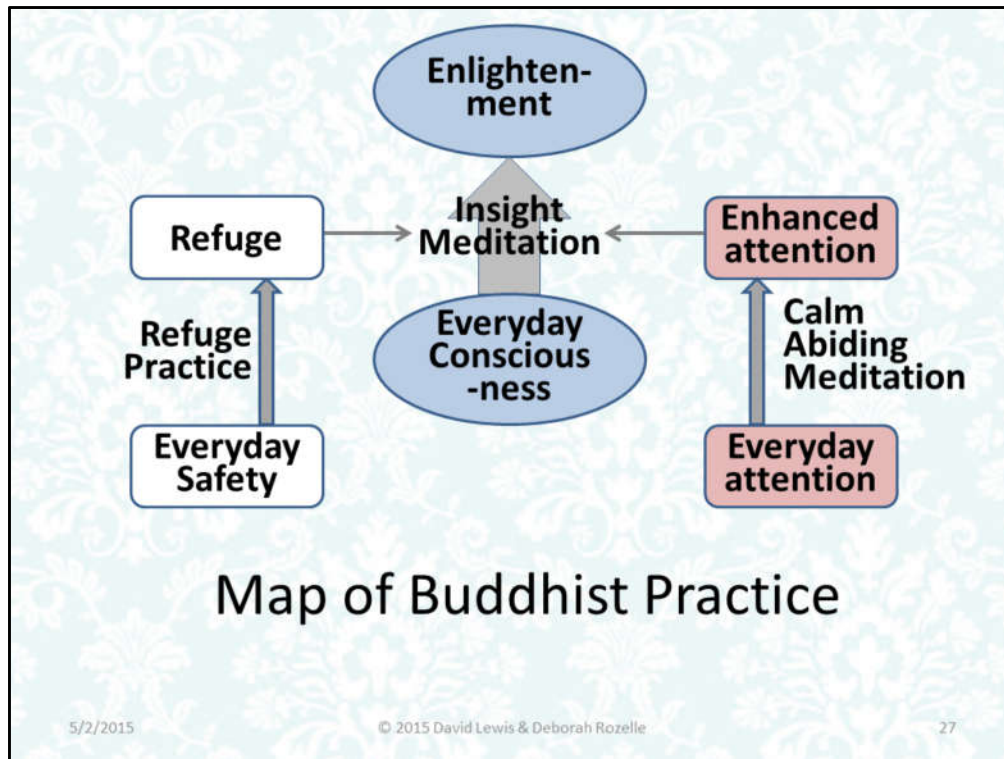 Enlighten-
ment
Insight
Meditation
Refuge
Enhanced
attention
Refuge
Practice
Everyday
Conscious
-ness
Calm
Abiding
Meditation
Everyday
Safety
Everyday
attention
Map of Buddhist Practice
5/2/2015
© 2015 David Lewis & Deborah Rozelle
27